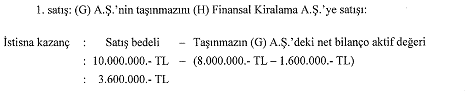 1. satış: (G) A.Ş.'nin taşınmazını (H) Finansal Kiralama A.Ş.'ye satışı:
İstisna kazanç : Satış bedeli – Taşınmazın (G) A.Ş.'deki net bilanço aktif değeri
: 10.000.000.- TL – (8.000.000.- TL – 1.600.000.- TL)
: 3.600.000.- TL